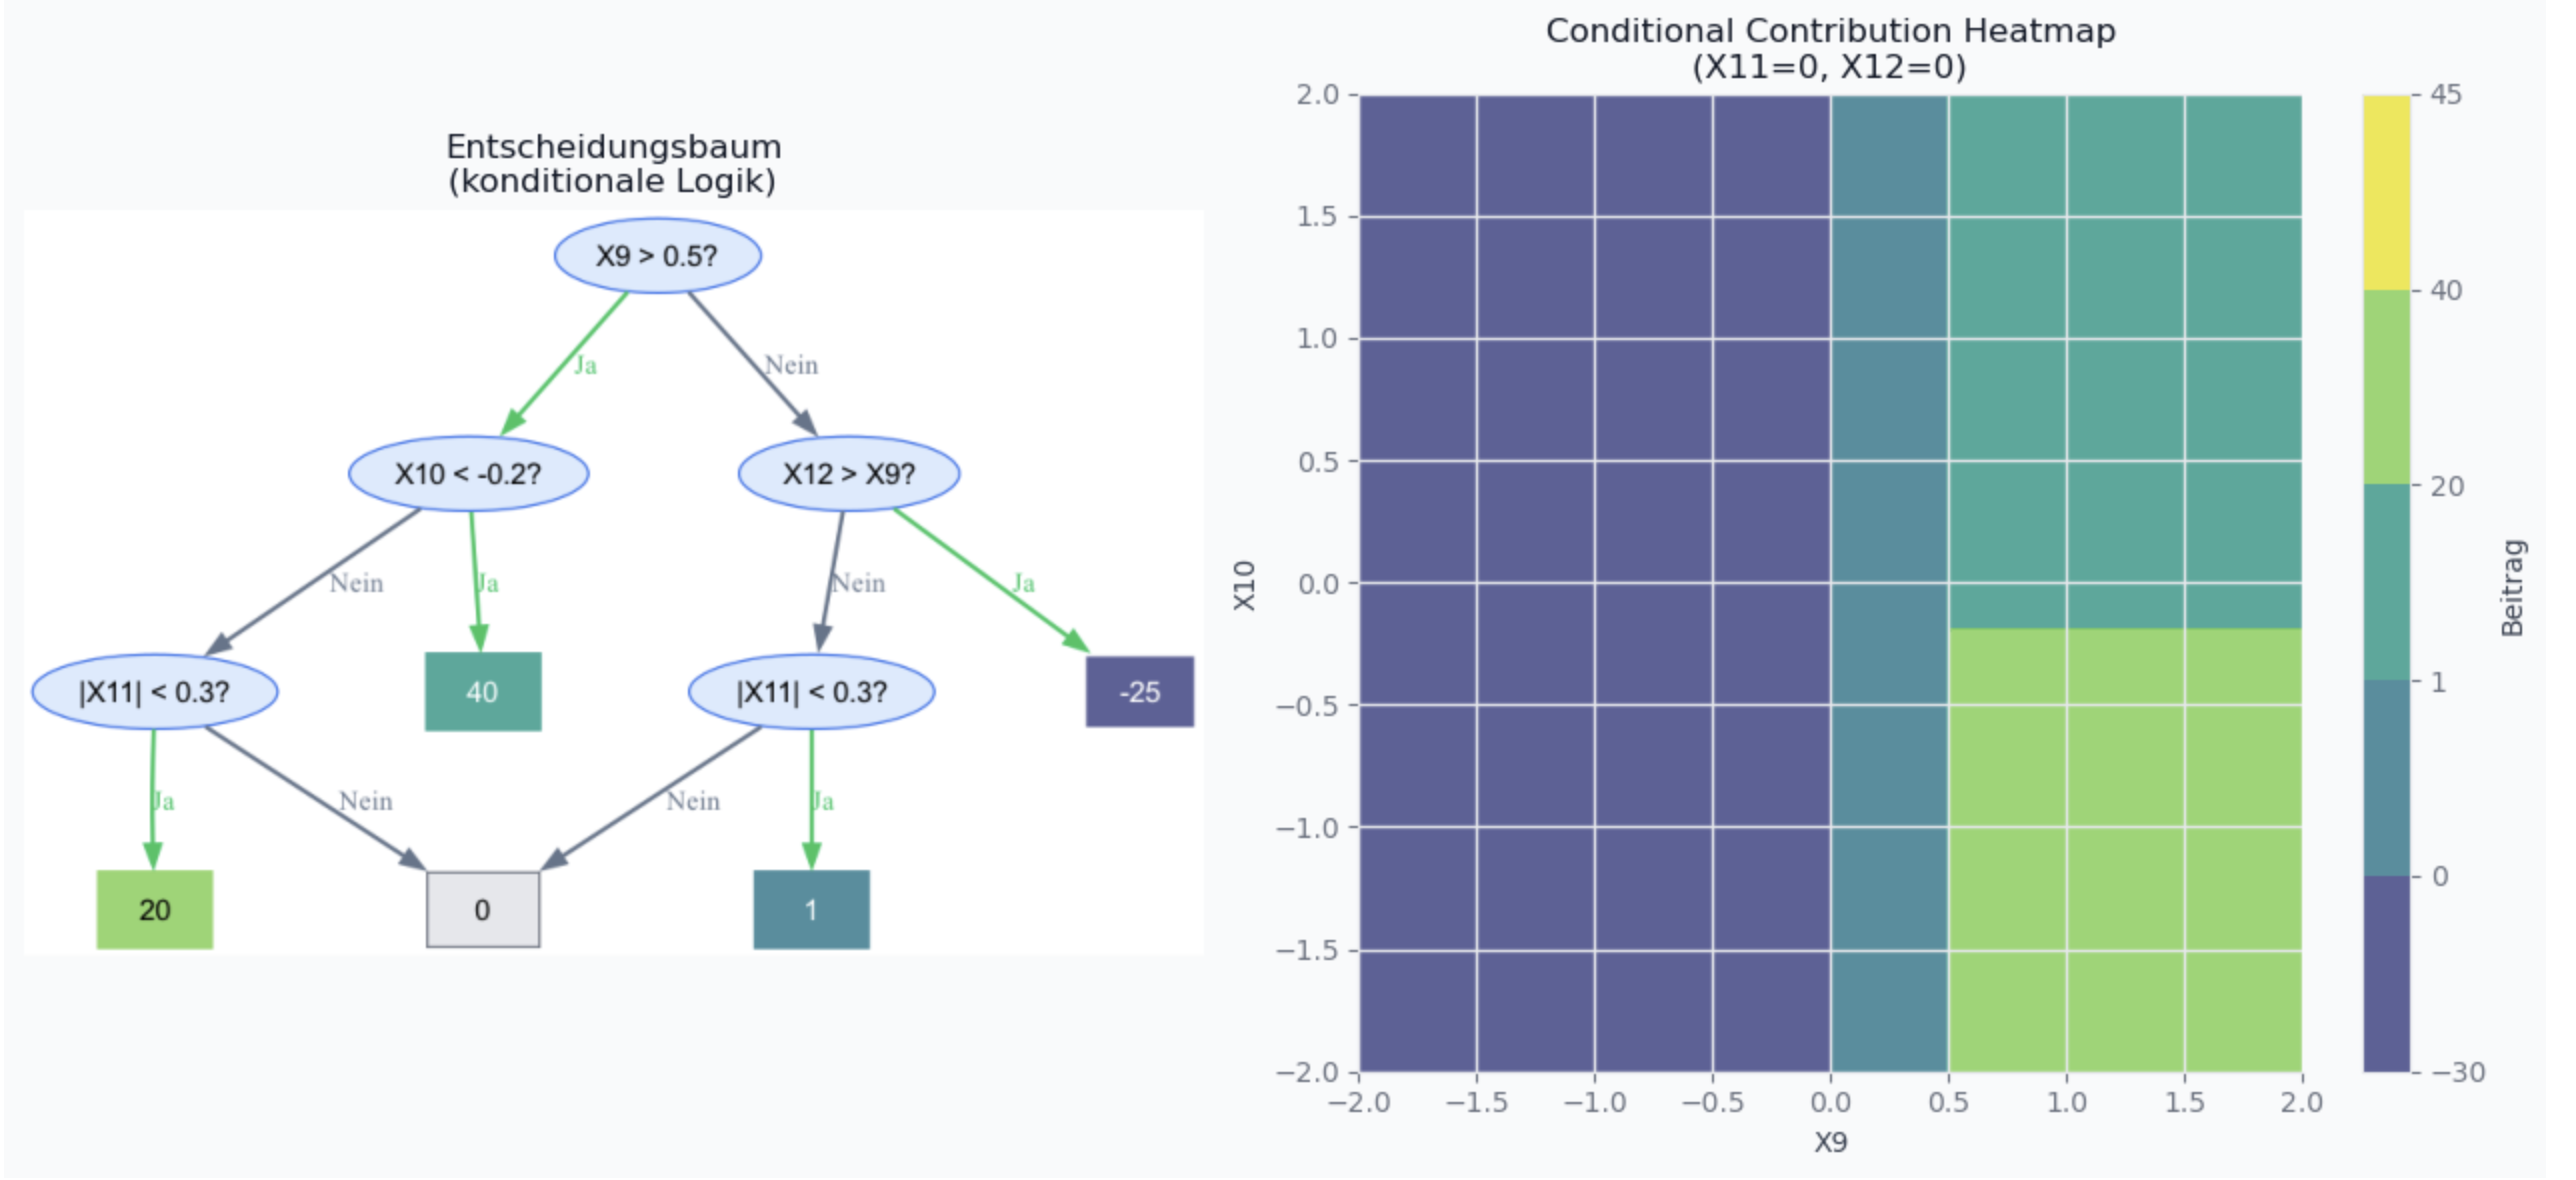 Entscheidungsbaum
(konditionale Logik)
X9 > 0.5?
Ja
Nein
X10 < -0.2?
X12 > X9?
Nein
Ja
Nein
Ja
|X11| < 0.3?
40
|X11| < 0.3?
-25
Ja
Nein
Nein
Ja
20
0
1
Conditional Contribution Heatmap
(X11=0, X12=0)
2.0
1.5
1.0
0.5
0.0
−0.5
−1.0
−1.5
−2.0
X10
−2.0
−1.5
−1.0
−0.5
0.0
0.5
1.0
1.5
2.0
X9
45
40
20
1
0
−30
Beitrag